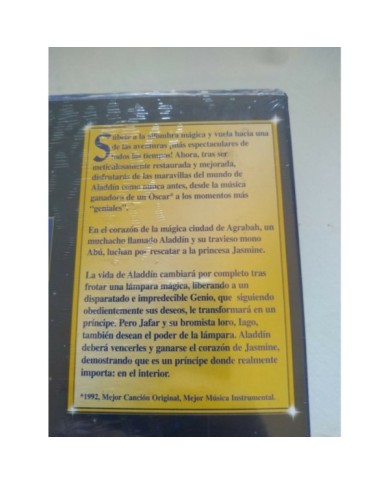 Súbete a la alfombra mágica y vuela hacia una
de las aventuras ¡más espectaculares de
todos los tiempos! Ahora, tras ser
meticulosamente restaurada y mejorada,
disfrutarás de las maravillas del mundo de
Aladdín como nunca antes, desde la música
ganadora de un Oscar* a los momentos más
“geniales”.
En el corazón de la mágica ciudad de Agrabah, un
muchacho llamado Aladdín y su travieso mono
Abú, luchan por rescatar a la princesa Jasmine.
La vida de Aladdín cambiará por completo tras
frotar una lámpara mágica, liberando a un
disparatado e impredecible Genio, que siguiendo
obedientemente sus deseos, le transformará en un
príncipe. Pero Jafar y su bromista loro, Iago,
también desean el poder de la lámpara. Aladdín
deberá vencerles y ganarse el corazón de Jasmine,
demostrando que es un príncipe donde realmente
importa: en el interior.
*1992, Mejor Canción Original, Mejor Música Instrumental.